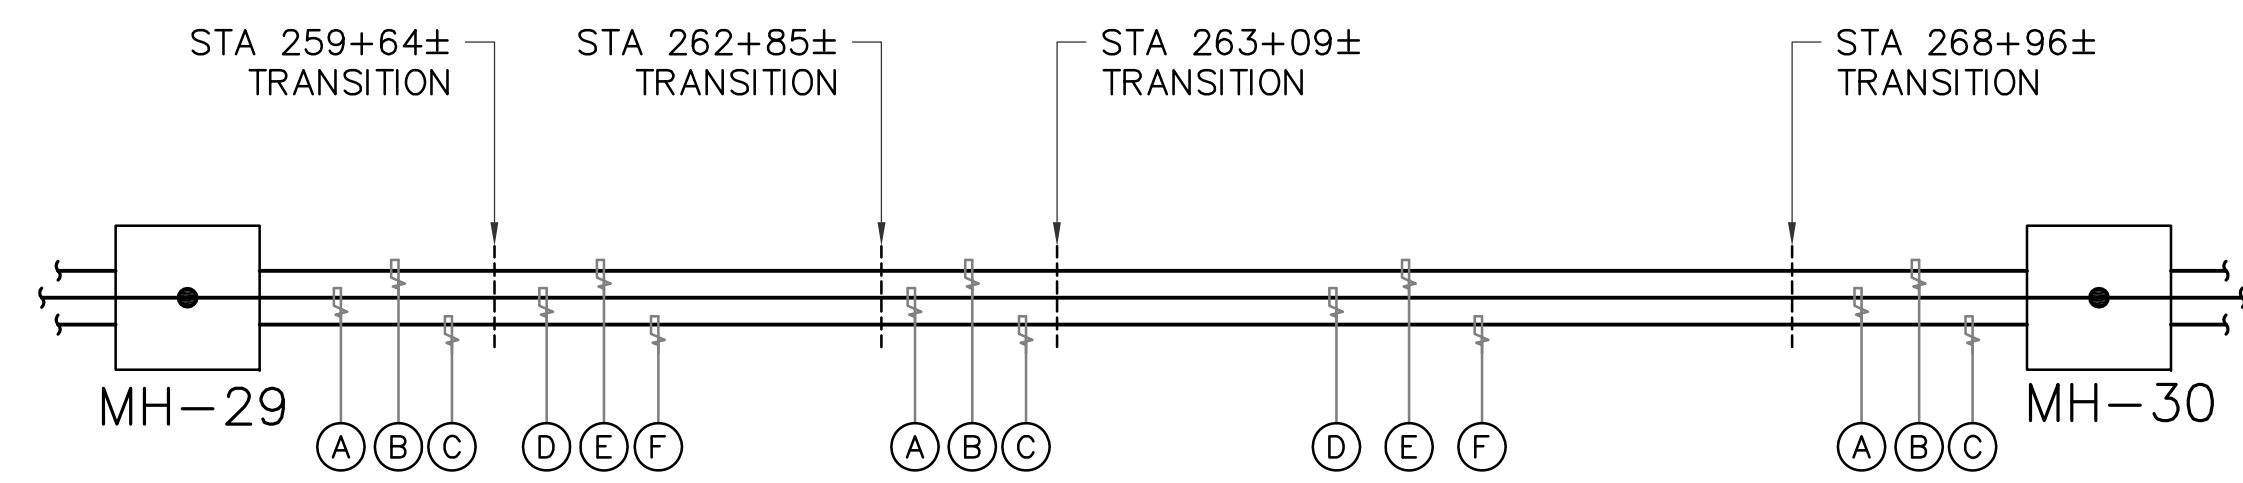 STA 259+64±
TRANSITION
STA 262+85±
TRANSITION
STA 263+09±
TRANSITION
STA 268+96±
TRANSITION
MH-29
MH-30
A B C D E F A B C D E F A B C